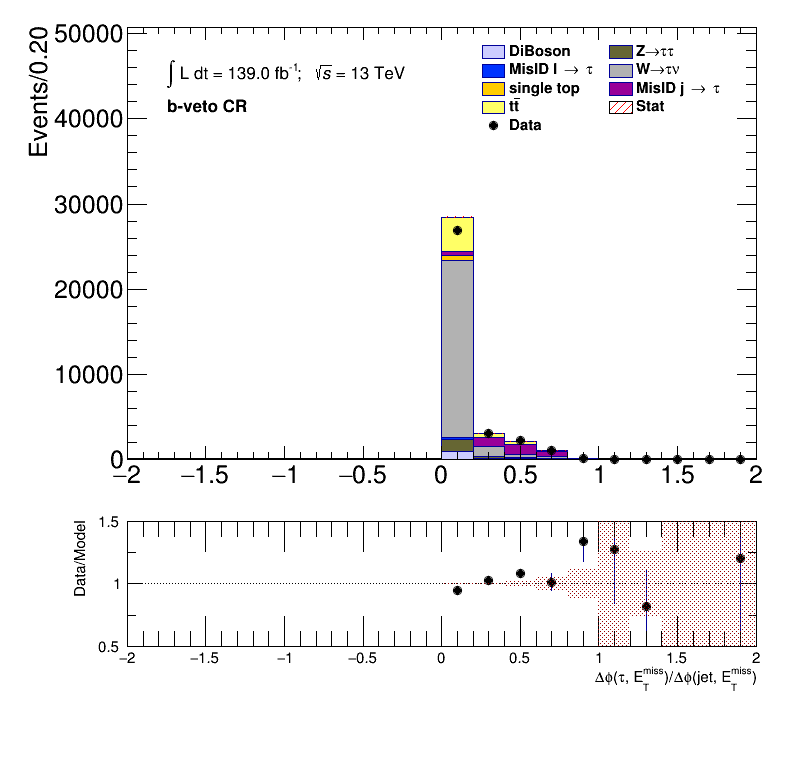 Events/0.20
50000
40000
30000
20000
10000
0
∫ L dt = 139.0 fb⁻¹; √s = 13 TeV
b-veto CR
DiBoson
MisID l → τ
single top
tt̄
Data
Z→ττ
W→τν
MisID j → τ
Stat
−2 −1.5 −1 −0.5 0 0.5 1 1.5 2
Data/Model
1.5
1
0.5
−2 −1.5 −1 −0.5 0 0.5 1 1.5 2
Δϕ(τ, E_T^miss)/Δϕ(jet, E_T^miss)